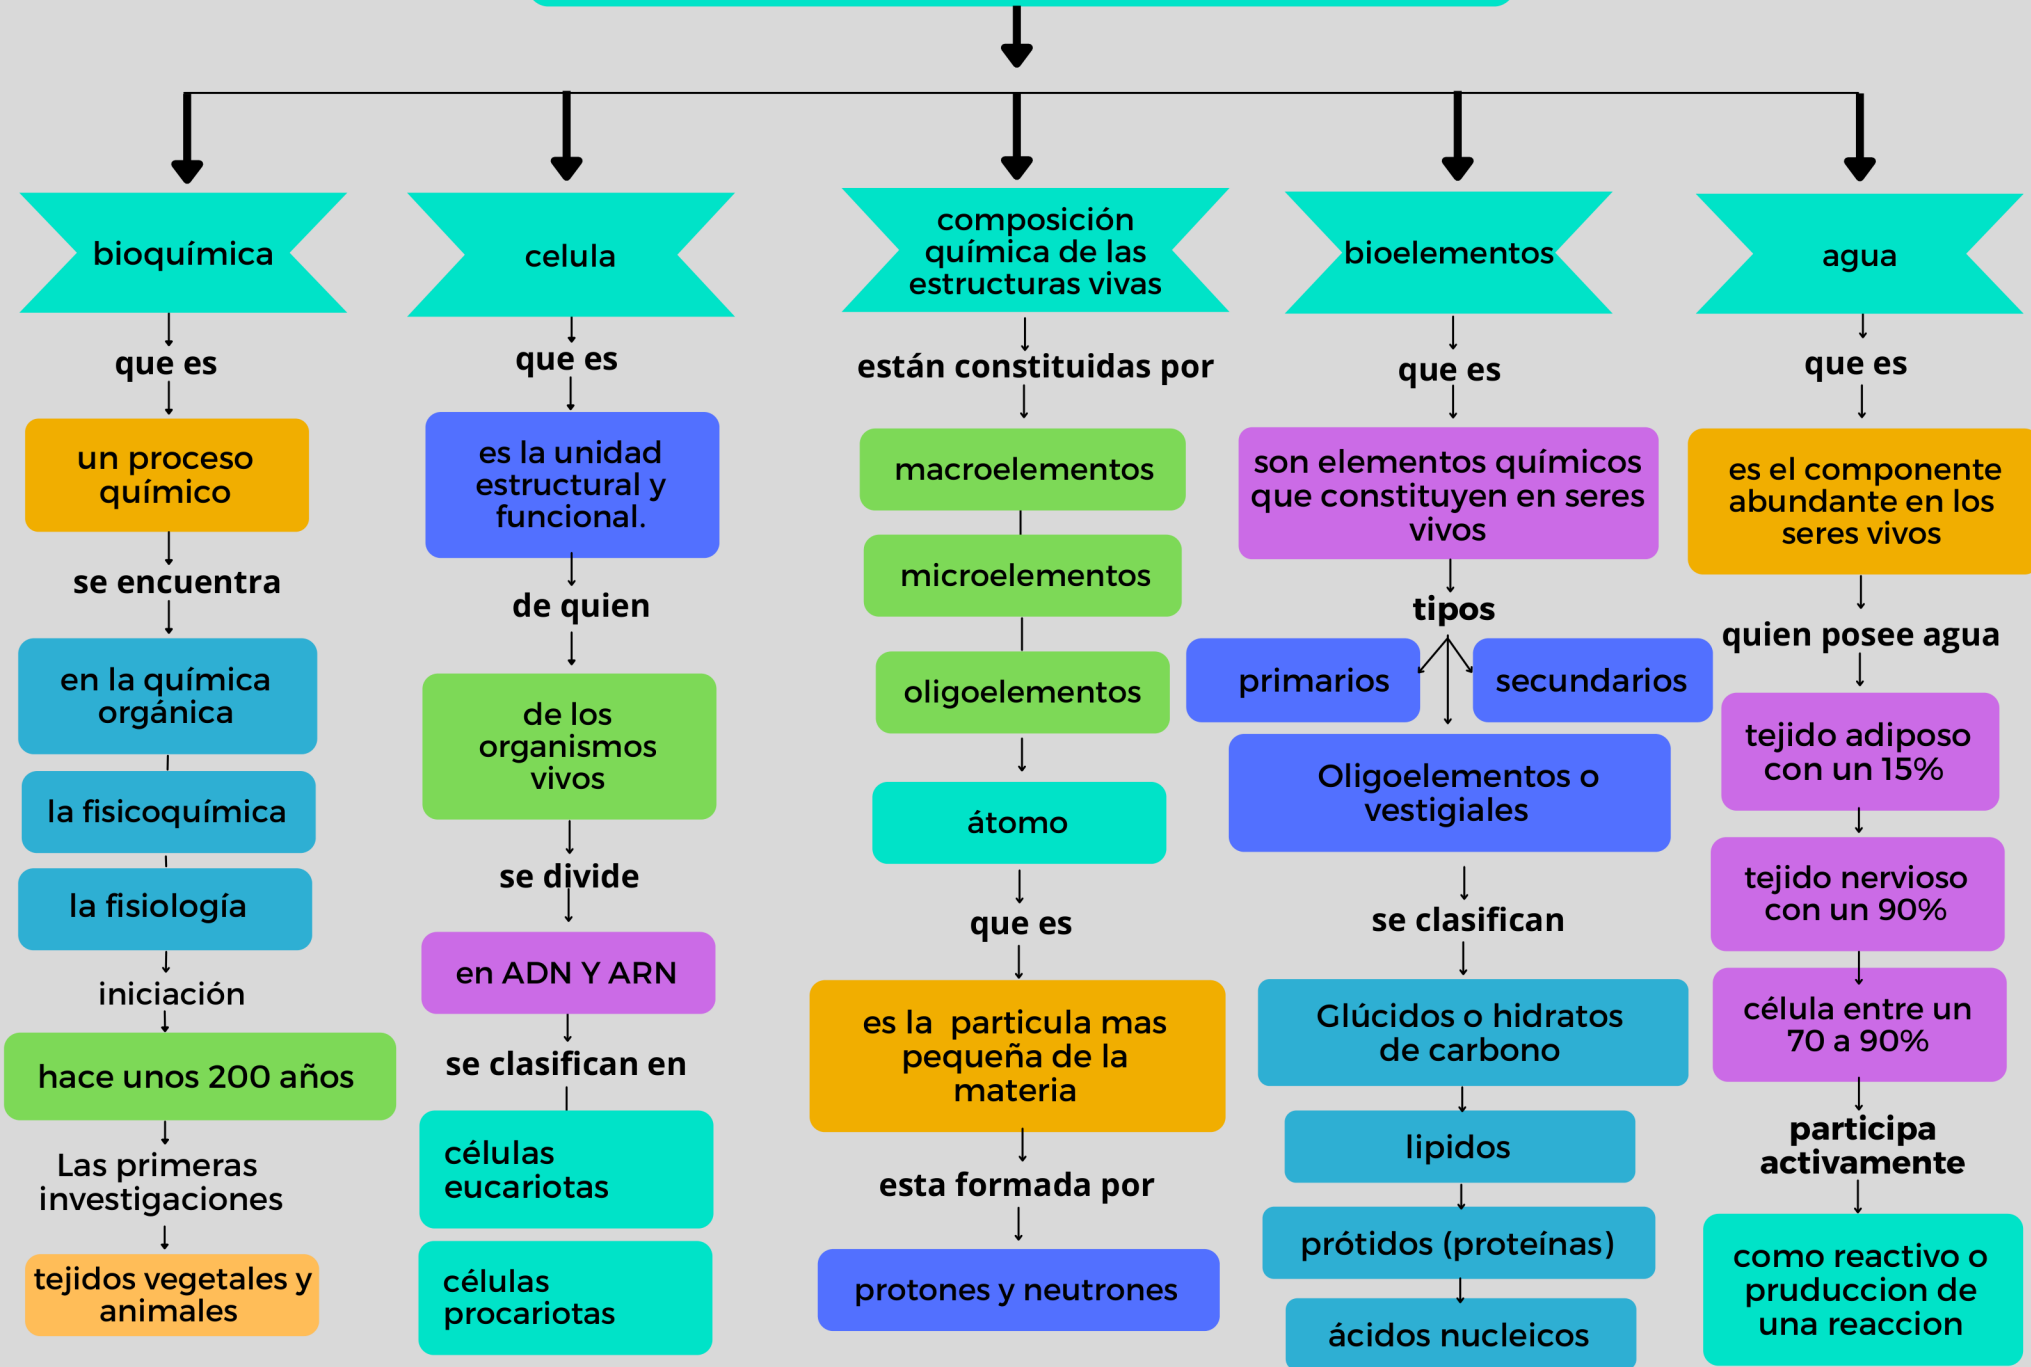 bioquímica
que es
un proceso
químico
se encuentra
en la química
orgánica
la fisicoquímica
la fisiología
iniciación
hace unos 200 años
Las primeras
investigaciones
tejidos vegetales y
animales
celula
que es
es la unidad
estructural y
funcional.
de quien
de los
organismos
vivos
se divide
en ADN Y ARN
se clasifican en
células
eucariotas
células
procariotas
composición
química de las
estructuras vivas
están constituidas por
macroelementos
microelementos
oligoelementos
átomo
que es
es la particula mas
pequeña de la
materia
esta formada por
protones y neutrones
bioelementos
que es
son elementos químicos
que constituyen en seres
vivos
tipos
primarios
secundarios
Oligoelementos o
vestigiales
se clasifican
Glúcidos o hidratos
de carbono
lipidos
prótidos (proteínas)
ácidos nucleicos
agua
que es
es el componente
abundante en los
seres vivos
quien posee agua
tejido adiposo
con un 15%
tejido nervioso
con un 90%
célula entre un
70 a 90%
participa
activamente
como reactivo o
pruduccion de
una reaccion